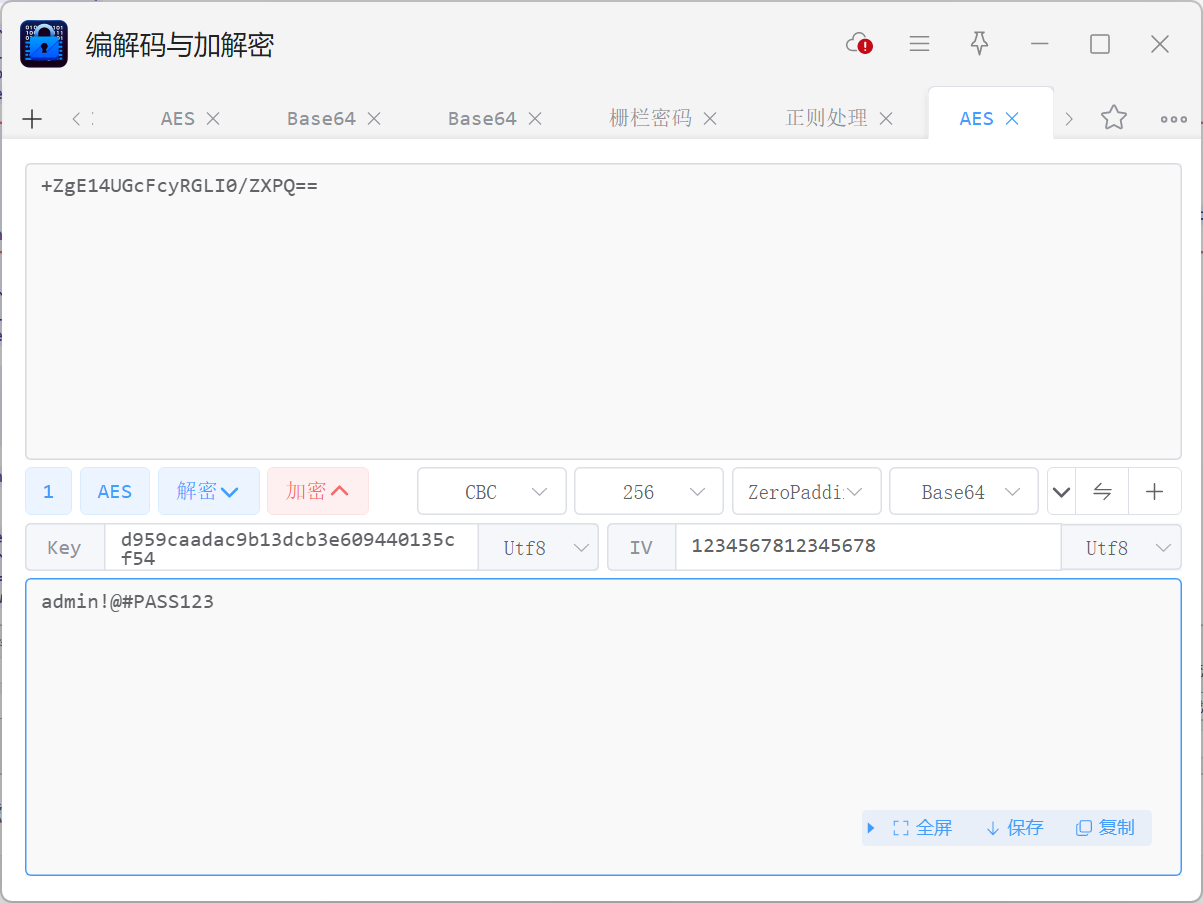 编解码与加解密
AES
Base64
Base64
栅栏密码
正则处理
AES
+ZgE14UGcFcyRGLI0/ZXPQ==
1
AES
解密
加密
CBC
256
ZeroPaddi
Base64
Key
d959caadac9b13dcb3e609440135c
f54
Utf8
IV
1234567812345678
Utf8
admin!@#PASS123
全屏
保存
复制